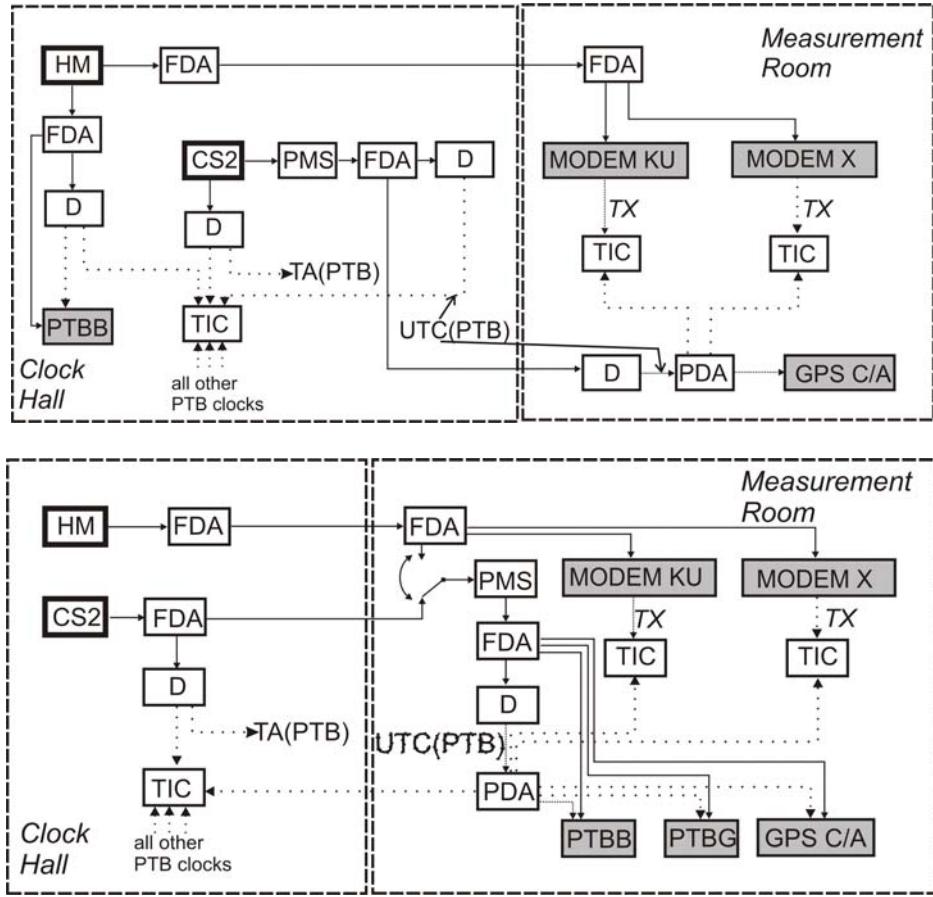 Measurement
Room
HM
FDA
FDA
FDA
CS2
PMS
FDA
D
MODEM KU
MODEM X
D
D
TX
TX
TIC
TIC
TA(PTB)
PTBB
TIC
UTC(PTB)
Clock
Hall
all other
PTB clocks
D
PDA
GPS C/A
Measurement
Room
HM
FDA
FDA
PMS
MODEM KU
MODEM X
CS2
FDA
TX
TX
FDA
TIC
TIC
D
D
TA(PTB)
UTC(PTB)
TIC
PDA
Clock
Hall
all other
PTB clocks
PTBB
PTBG
GPS C/A